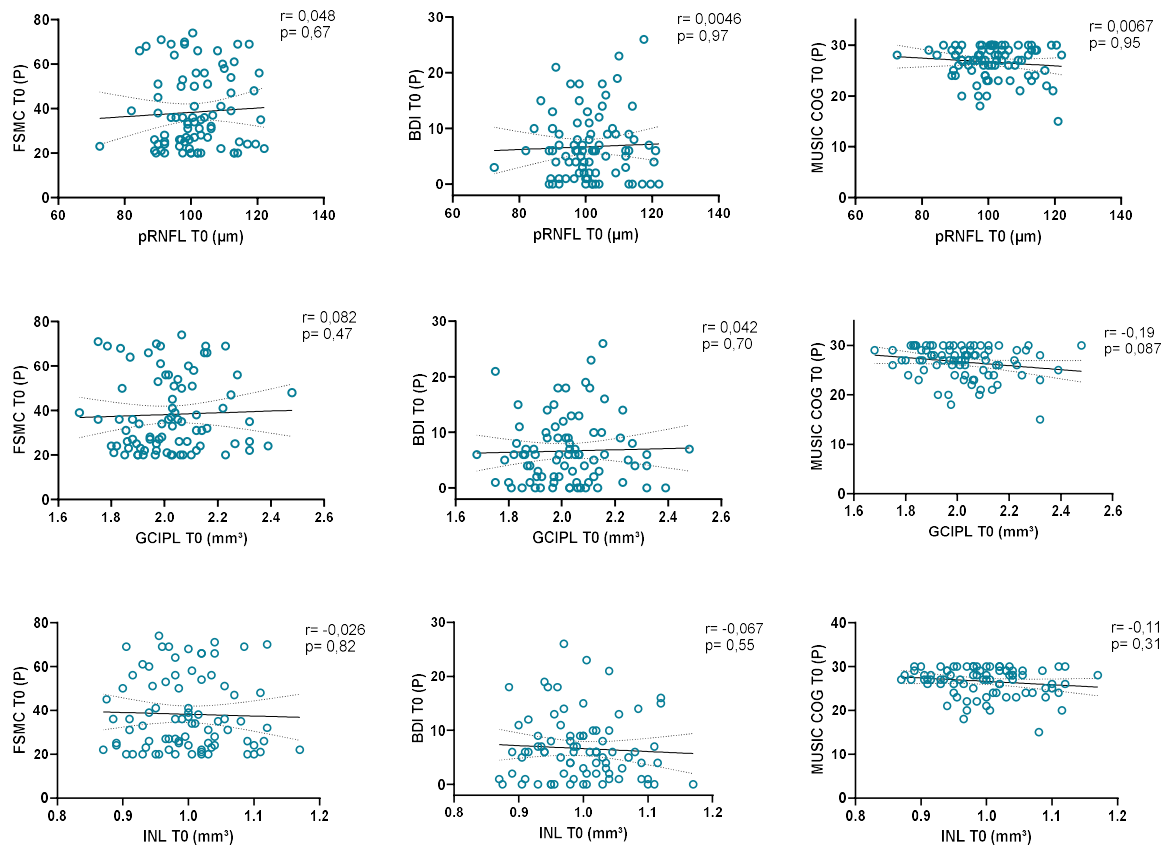 r= 0,048
p= 0,67
80
60
40
20
0
60 80 100 120 140
FSMC T0 (P)
pRNFL T0 (µm)
r= 0,0046
p= 0,97
30
20
10
0
60 80 100 120 140
BDI T0 (P)
pRNFL T0 (µm)
r= 0,0067
p= 0,95
30
20
10
0
60 80 100 120 140
MUSIC COG T0 (P)
pRNFL T0 (µm)
r= 0,082
p= 0,47
80
60
40
20
0
1.6 1.8 2.0 2.2 2.4 2.6
FSMC T0 (P)
GCIPL T0 (mm³)
r= 0,042
p= 0,70
30
20
10
0
1.6 1.8 2.0 2.2 2.4 2.6
BDI T0 (P)
GCIPL T0 (mm³)
r= -0,19
p= 0,087
30
20
10
0
1.6 1.8 2.0 2.2 2.4 2.6
MUSIC COG T0 (P)
GCIPL T0 (mm³)
r= -0,026
p= 0,82
80
60
40
20
0
0.8 0.9 1.0 1.1 1.2
FSMC T0 (P)
INL T0 (mm³)
r= -0,067
p= 0,55
30
20
10
0
0.8 0.9 1.0 1.1 1.2
BDI T0 (P)
INL T0 (mm³)
r= -0,11
p= 0,31
40
30
20
10
0
0.8 0.9 1.0 1.1 1.2
MUSIC COG T0 (P)
INL T0 (mm³)